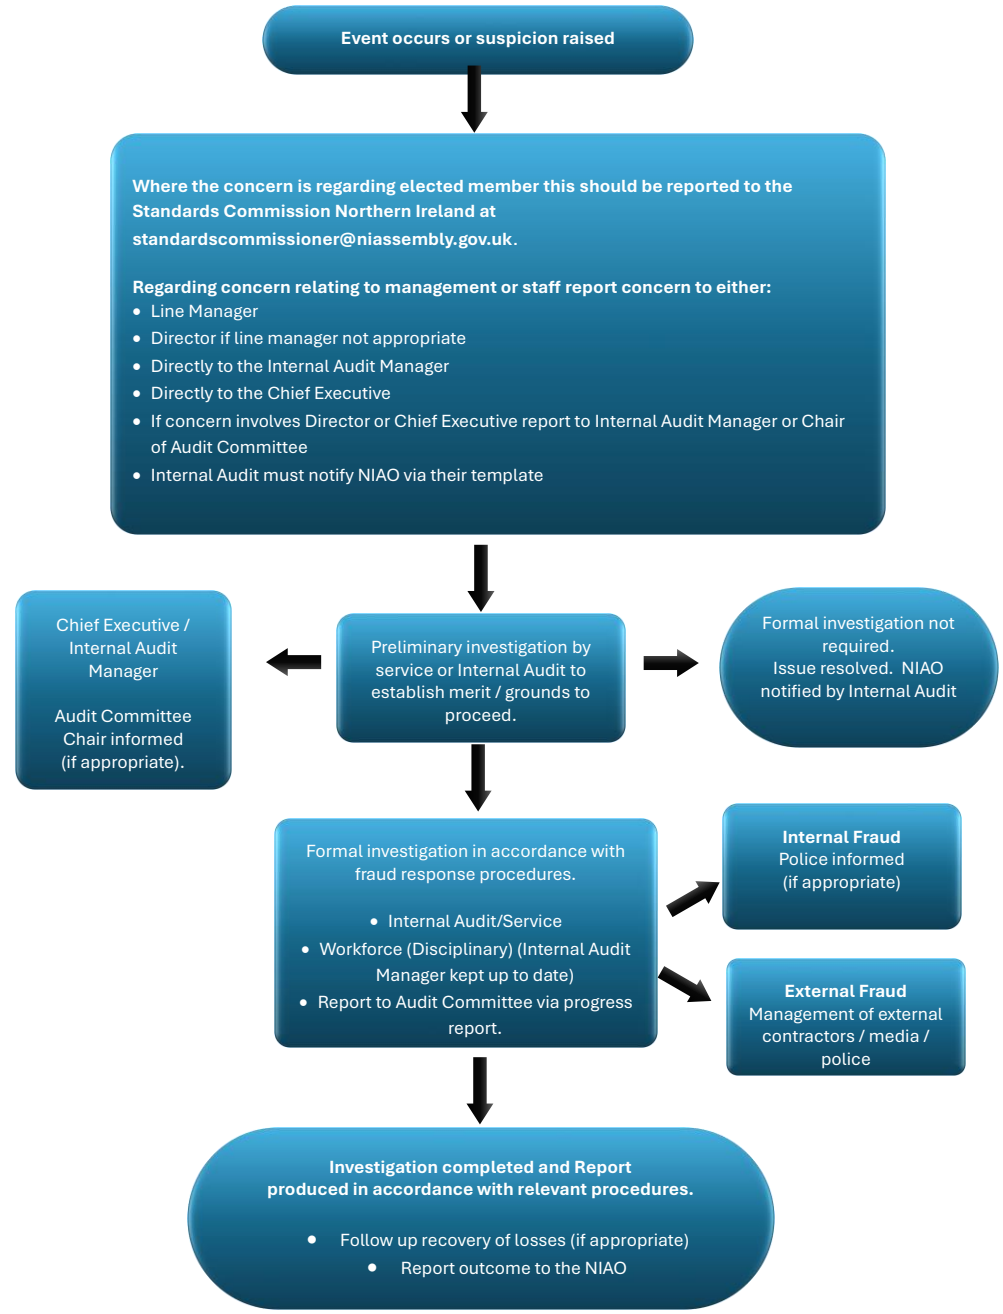 Event occurs or suspicion raised
Where the concern is regarding elected member this should be reported to the
Standards Commission Northern Ireland at
standardscommissioner@niassembly.gov.uk.
Regarding concern relating to management or staff report concern to either:
• Line Manager
• Director if line manager not appropriate
• Directly to the Internal Audit Manager
• Directly to the Chief Executive
• If concern involves Director or Chief Executive report to Internal Audit Manager or Chair
of Audit Committee
• Internal Audit must notify NIAO via their template
Chief Executive /
Internal Audit
Manager
Audit Committee
Chair informed
(if appropriate).
Preliminary investigation by
service or Internal Audit to
establish merit / grounds to
proceed.
Formal investigation not
required.
Issue resolved.  NIAO
notified by Internal Audit
Formal investigation in accordance with
fraud response procedures.
• Internal Audit/Service
• Workforce (Disciplinary) (Internal Audit
Manager kept up to date)
• Report to Audit Committee via progress
report.
Internal Fraud
Police informed
(if appropriate)
External Fraud
Management of external
contractors / media /
police
Investigation completed and Report
produced in accordance with relevant procedures.
• Follow up recovery of losses (if appropriate)
• Report outcome to the NIAO